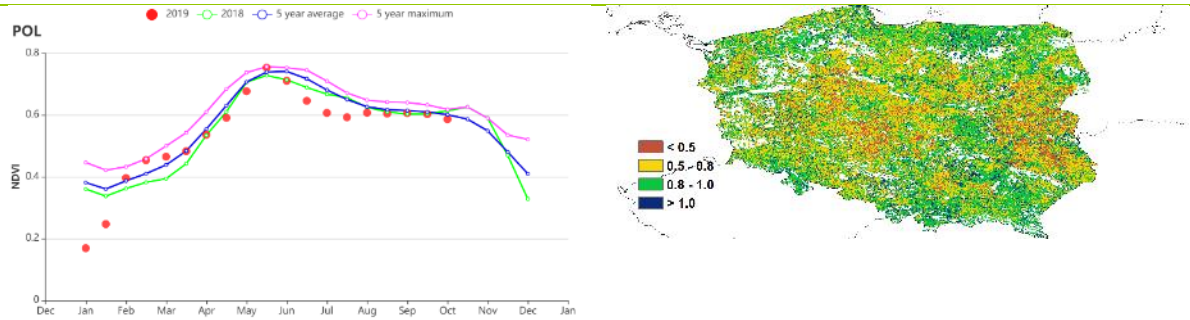 2019 2018 5 year average 5 year maximum
POL
0.8
0.6
0.4
0.2
0
NDVI
Dec Jan Feb Mar Apr May Jun Jul Aug Sep Oct Nov Dec Jan
< 0.5
0.5 - 0.8
0.8 - 1.0
> 1.0